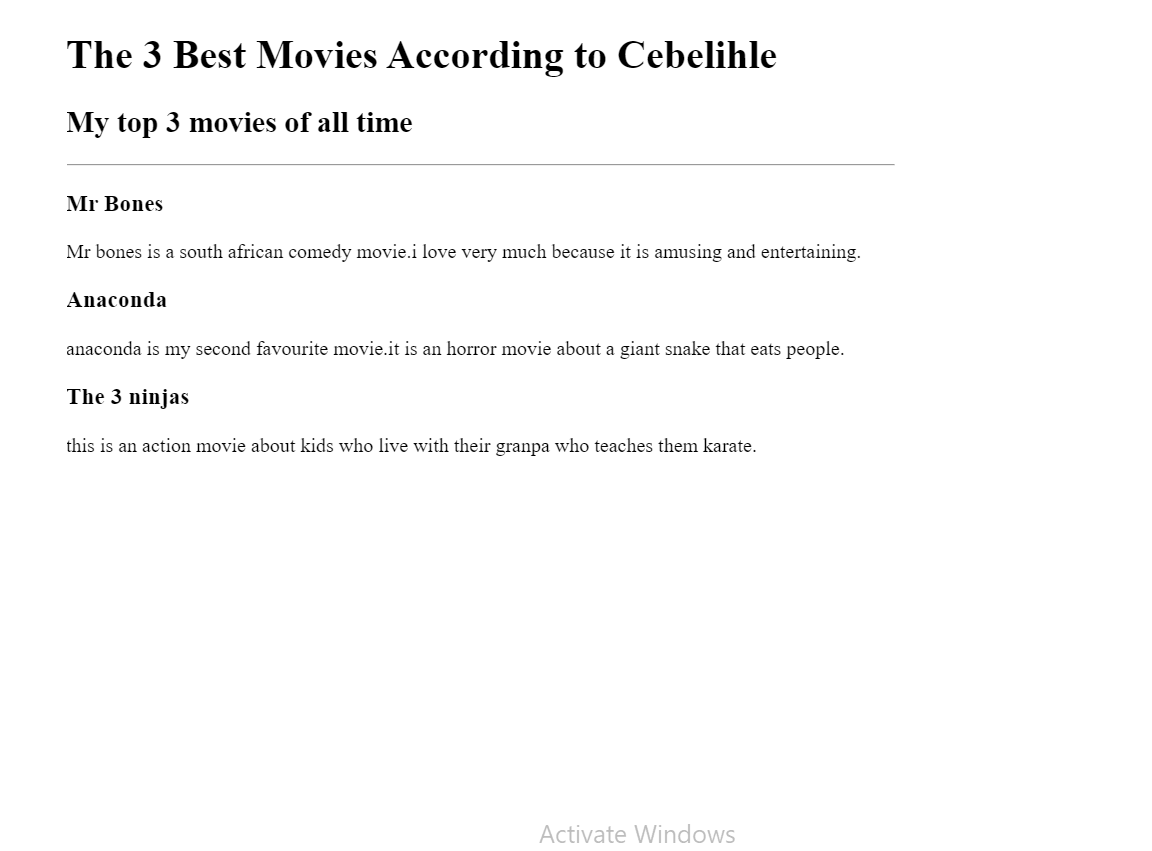 The 3 Best Movies According to Cebelihle
My top 3 movies of all time
Mr Bones
Mr bones is a south african comedy movie.i love very much because it is amusing and entertaining.
Anaconda
anaconda is my second favourite movie.it is an horror movie about a giant snake that eats people.
The 3 ninjas
this is an action movie about kids who live with their granpa who teaches them karate.
Activate Windows